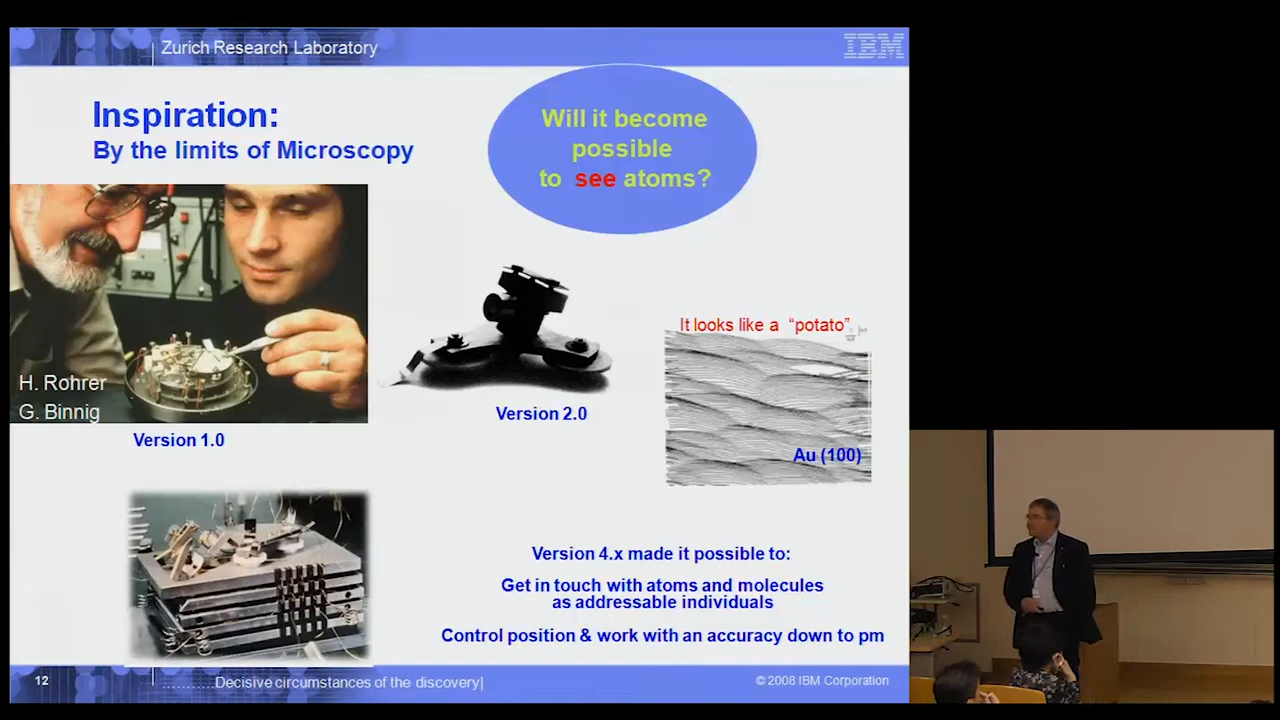 Zurich Research Laboratory
IBM
Inspiration:
By the limits of Microscopy
Will it become
possible
to see atoms?
H. Rohrer
G. Binnig
Version 1.0
Version 2.0
It looks like a “potato”
Au (100)
Version 4.x made it possible to:
Get in touch with atoms and molecules
as addressable individuals
Control position & work with an accuracy down to pm
12
.......... Decisive circumstances of the discovery|
© 2008 IBM Corporation